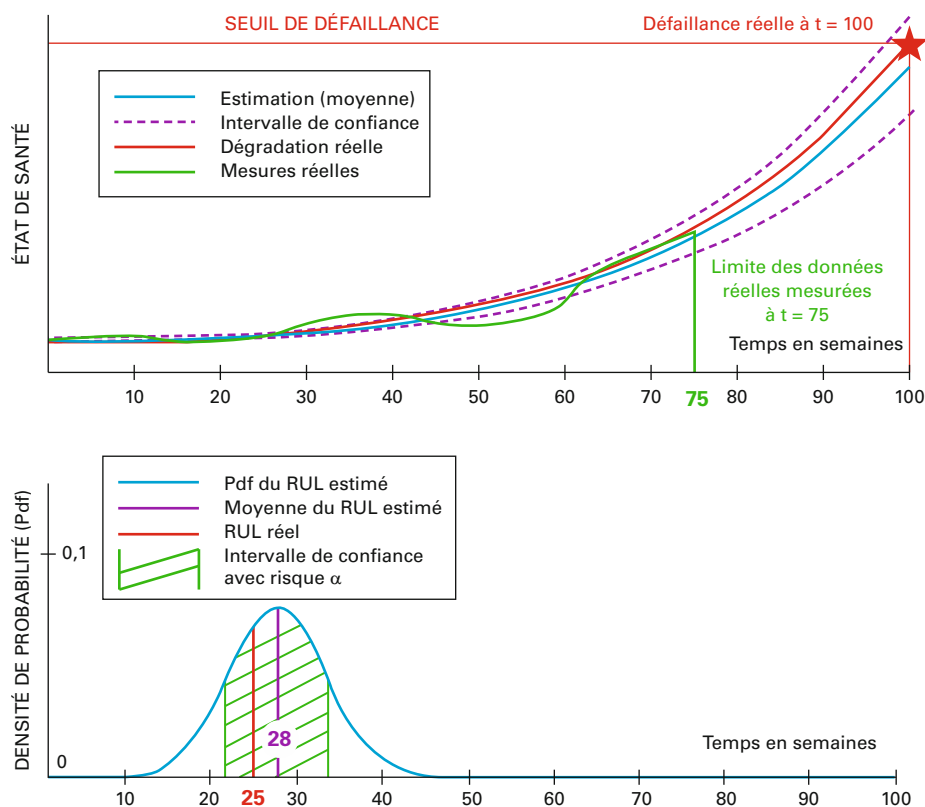 SEUIL DE DÉFAILLANCE
Défaillance réelle à t = 100
Estimation (moyenne)
Intervalle de confiance
Dégradation réelle
Mesures réelles
ÉTAT DE SANTÉ
Limite des données
réelles mesurées
à t = 75
Temps en semaines
10 20 30 40 50 60 70 75 80 90 100
Pdf du RUL estimé
Moyenne du RUL estimé
RUL réel
Intervalle de confiance
avec risque α
DENSITÉ DE PROBABILITÉ (Pdf)
0,1
28
Temps en semaines
0
10 20 25 30 40 50 60 70 80 90 100